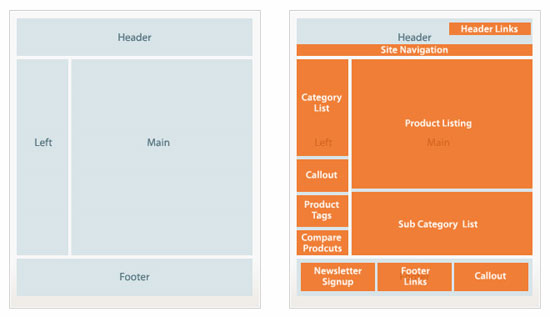 Header
Left
Main
Footer
Header Links
Header
Site Navigation
Category
List
Left
Callout
Product
Tags
Compare
Prodcuts
Product Listing
Main
Sub Category List
Newsletter
Signup
Footer
Links
Callout